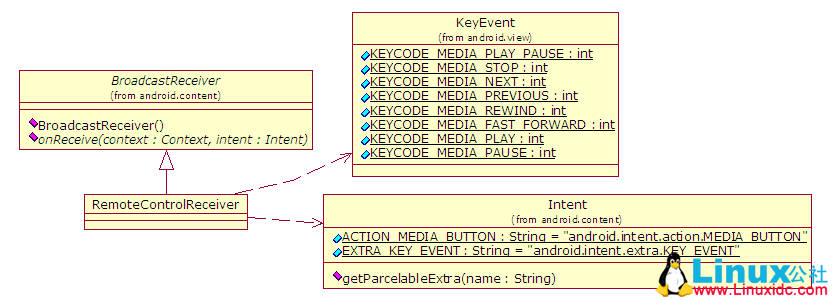 KeyEvent
(from android.view)
KEYCODE_MEDIA_PLAY_PAUSE : int
KEYCODE_MEDIA_STOP : int
KEYCODE_MEDIA_NEXT : int
KEYCODE_MEDIA_PREVIOUS : int
KEYCODE_MEDIA_REWIND : int
KEYCODE_MEDIA_FAST_FORWARD : int
KEYCODE_MEDIA_PLAY : int
KEYCODE_MEDIA_PAUSE : int
BroadcastReceiver
(from android.content)
BroadcastReceiver()
onReceive(context : Context, intent : Intent)
RemoteControlReceiver
Intent
(from android.content)
ACTION_MEDIA_BUTTON : String = "android.intent.action.MEDIA_BUTTON"
EXTRA_KEY_EVENT : String = "android.intent.extra.KEY_EVENT"
getParcelableExtra(name : String)
Linux公社
www.Linuxidc.com